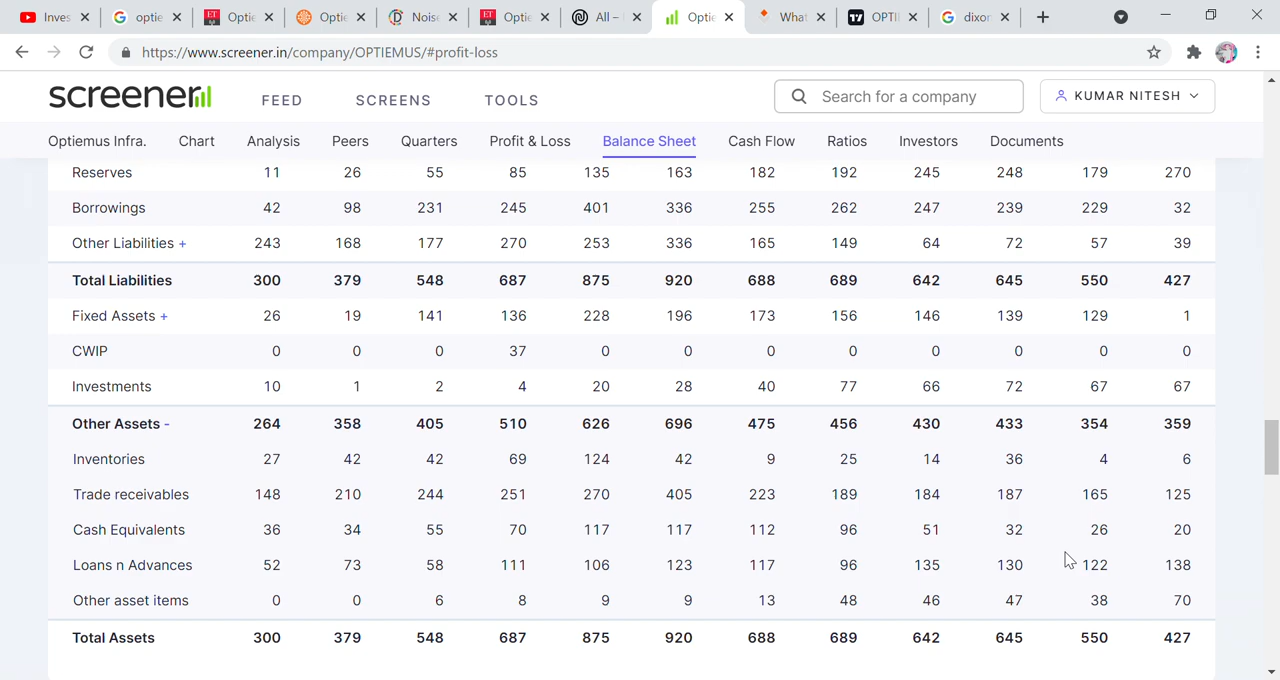 Inves
optie
Optie
Optie
Noise
Optie
All –
Optie
What
OPTII
dixor
https://www.screener.in/company/OPTIEMUS/#profit-loss
screener
FEED SCREENS TOOLS
Search for a company
KUMAR NITESH
Optiemus Infra. Chart Analysis Peers Quarters Profit & Loss Balance Sheet Cash Flow Ratios Investors Documents
Reserves 11 26 55 85 135 163 182 192 245 248 179 270
Borrowings 42 98 231 245 401 336 255 262 247 239 229 32
Other Liabilities + 243 168 177 270 253 336 165 149 64 72 57 39
Total Liabilities 300 379 548 687 875 920 688 689 642 645 550 427
Fixed Assets + 26 19 141 136 228 196 173 156 146 139 129 1
CWIP 0 0 0 37 0 0 0 0 0 0 0 0
Investments 10 1 2 4 20 28 40 77 66 72 67 67
Other Assets - 264 358 405 510 626 696 475 456 430 433 354 359
Inventories 27 42 42 69 124 42 9 25 14 36 4 6
Trade receivables 148 210 244 251 270 405 223 189 184 187 165 125
Cash Equivalents 36 34 55 70 117 117 112 96 51 32 26 20
Loans n Advances 52 73 58 111 106 123 117 96 135 130 122 138
Other asset items 0 0 6 8 9 9 13 48 46 47 38 70
Total Assets 300 379 548 687 875 920 688 689 642 645 550 427